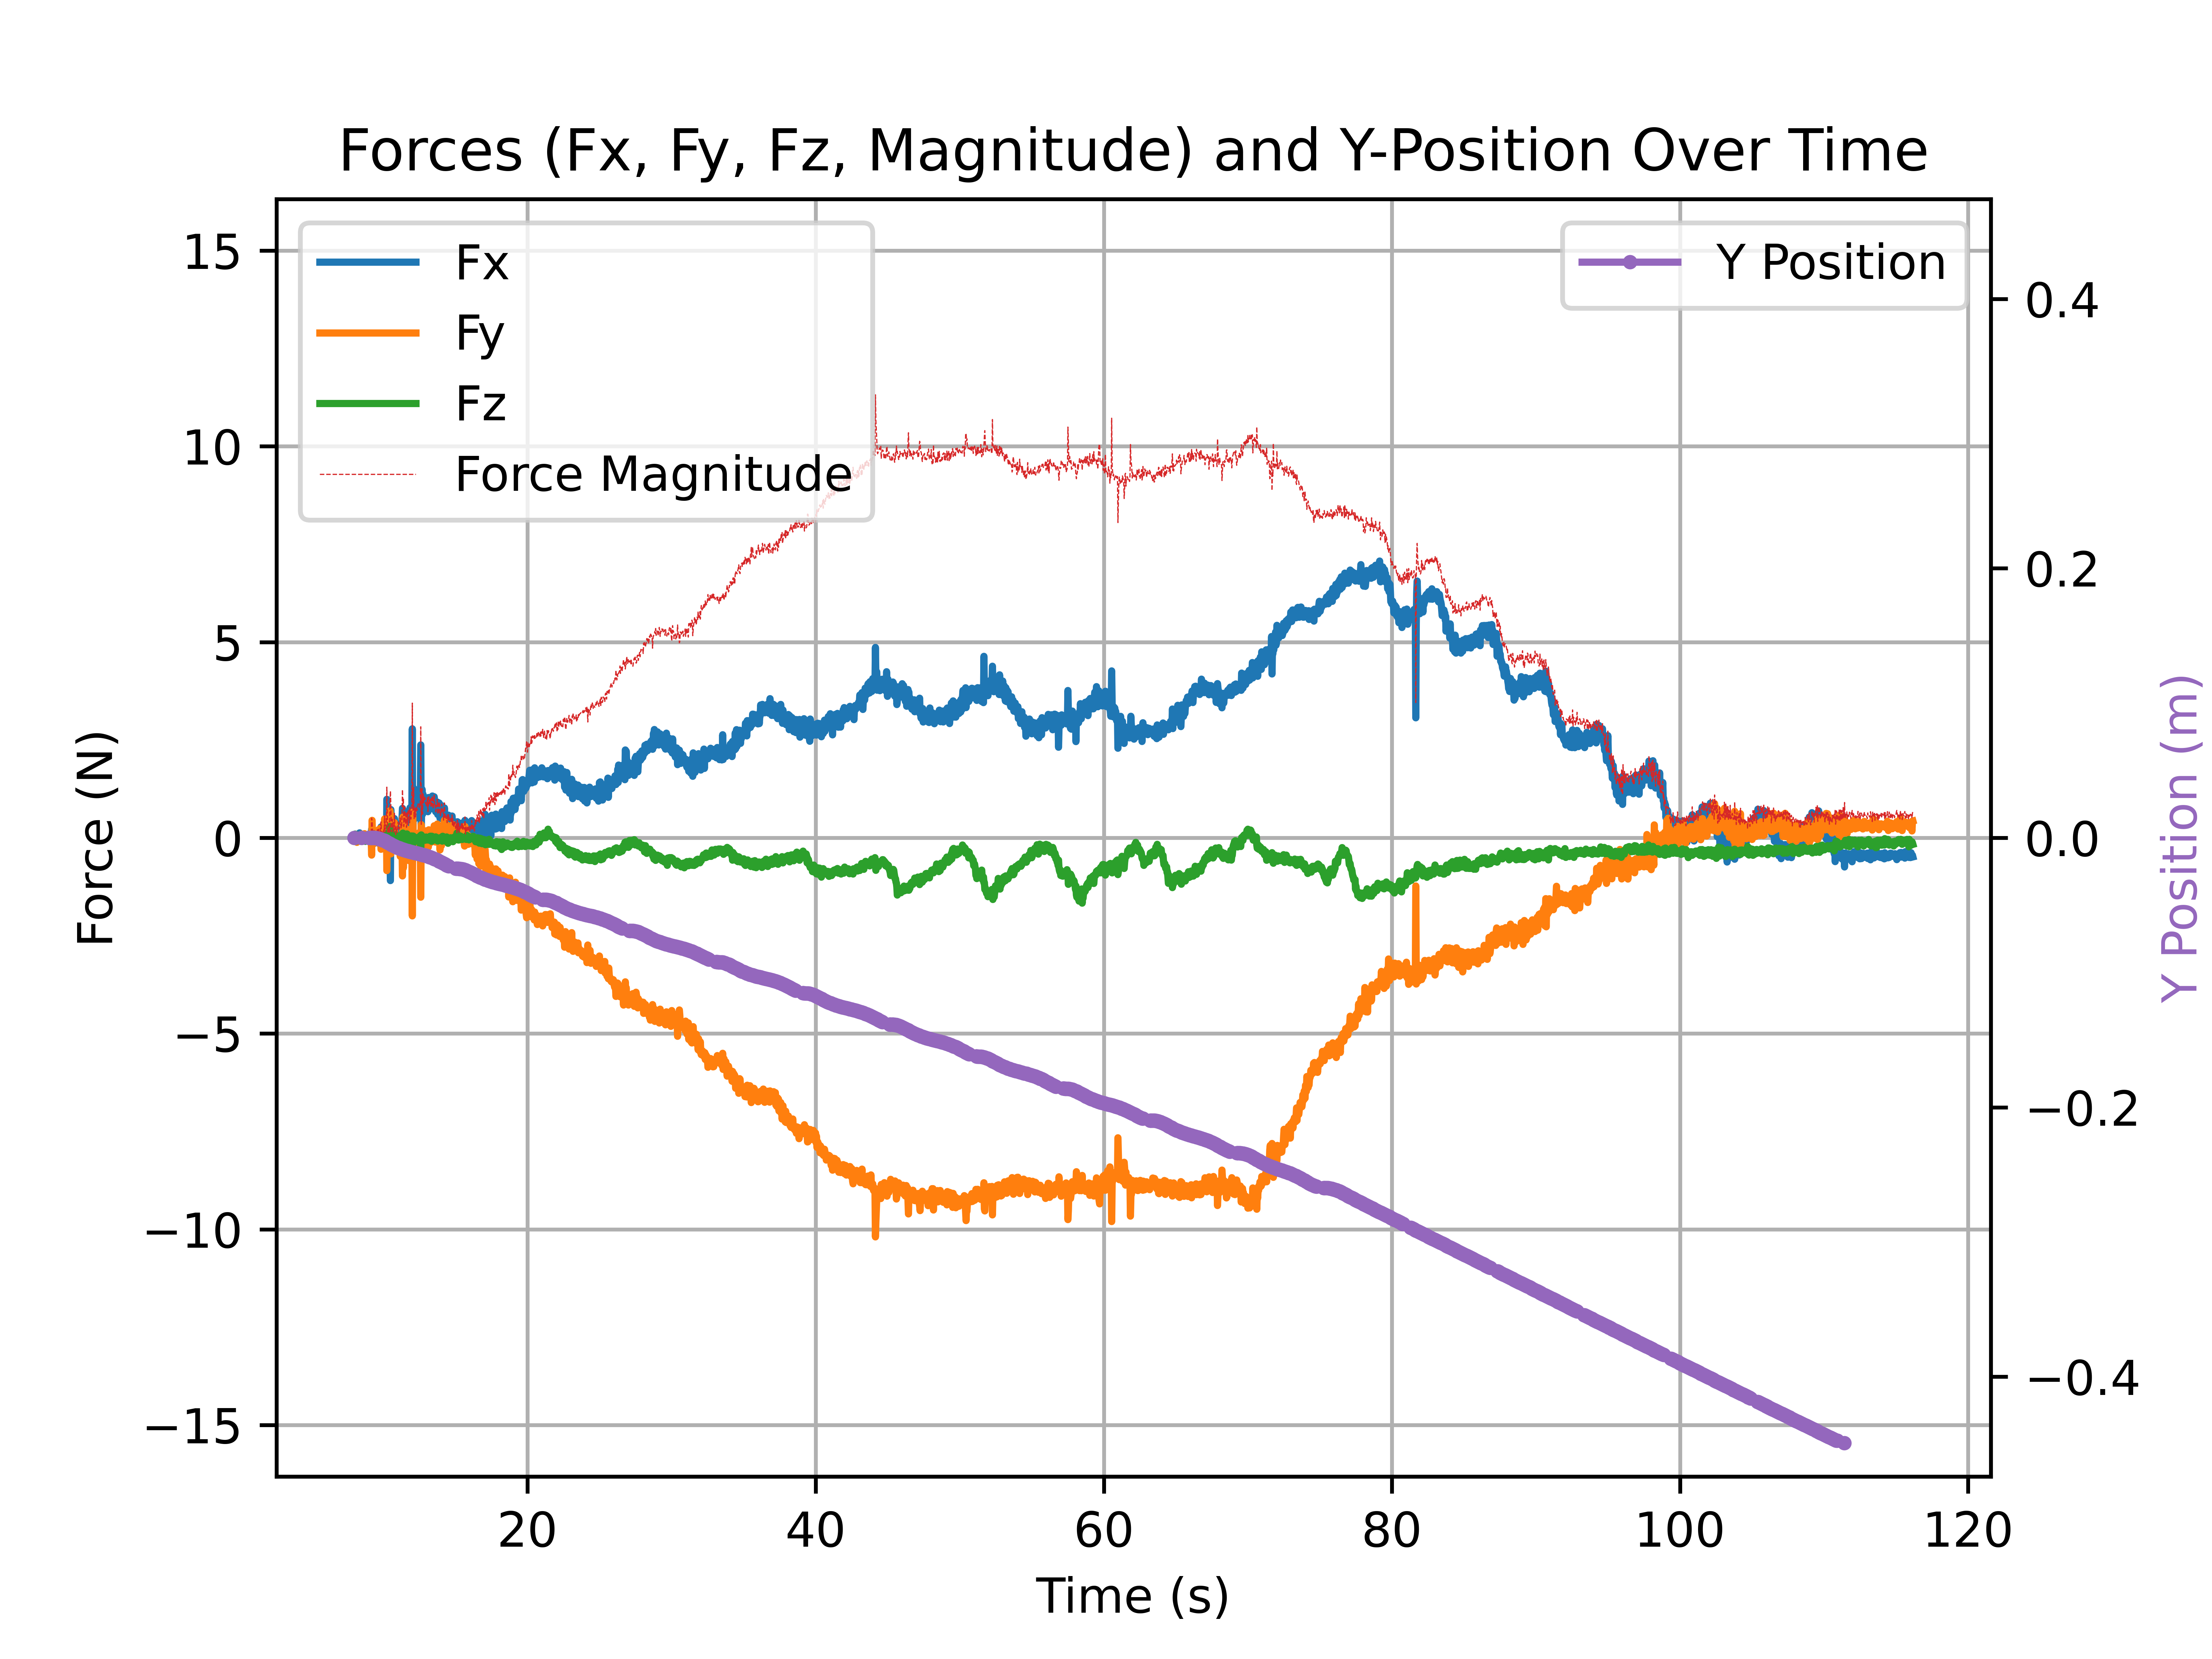 Forces (Fx, Fy, Fz, Magnitude) and Y-Position Over Time
Fx
Fy
Fz
Force Magnitude
Y Position
15
10
5
0
−5
−10
−15
Force (N)
0.4
0.2
0.0
−0.2
−0.4
Y Position (m)
20
40
60
80
100
120
Time (s)